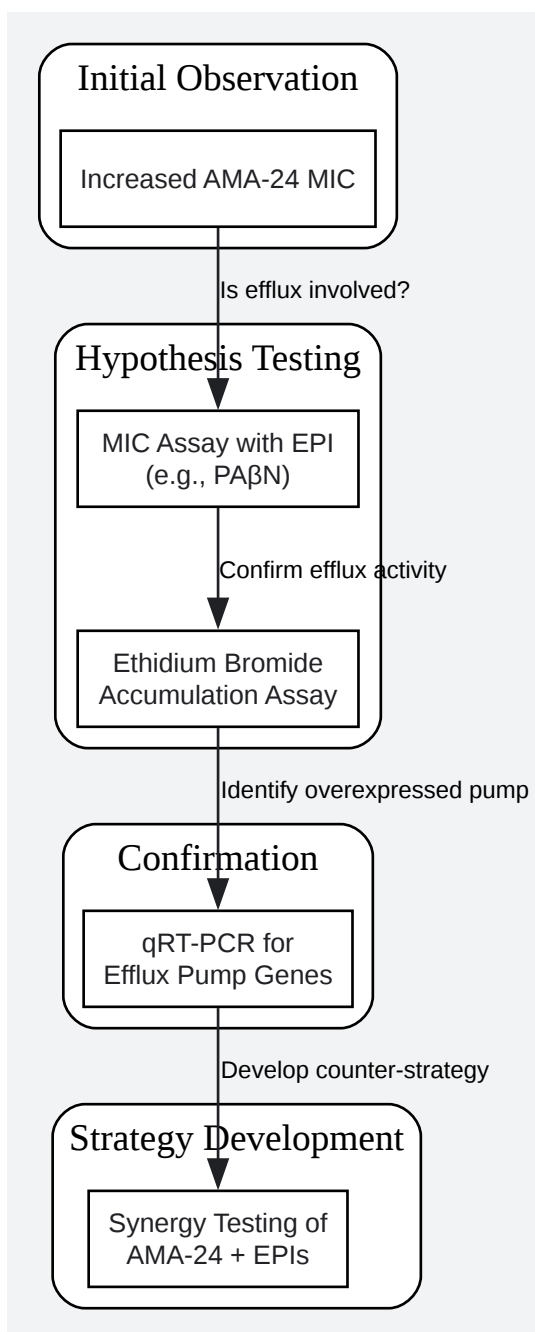 Initial Observation
Increased AMA-24 MIC
Is efflux involved?
Hypothesis Testing
MIC Assay with EPI
(e.g., PAβN)
Confirm efflux activity
Ethidium Bromide
Accumulation Assay
Identify overexpressed pump
Confirmation
qRT-PCR for
Efflux Pump Genes
Develop counter-strategy
Strategy Development
Synergy Testing of
AMA-24 + EPIs